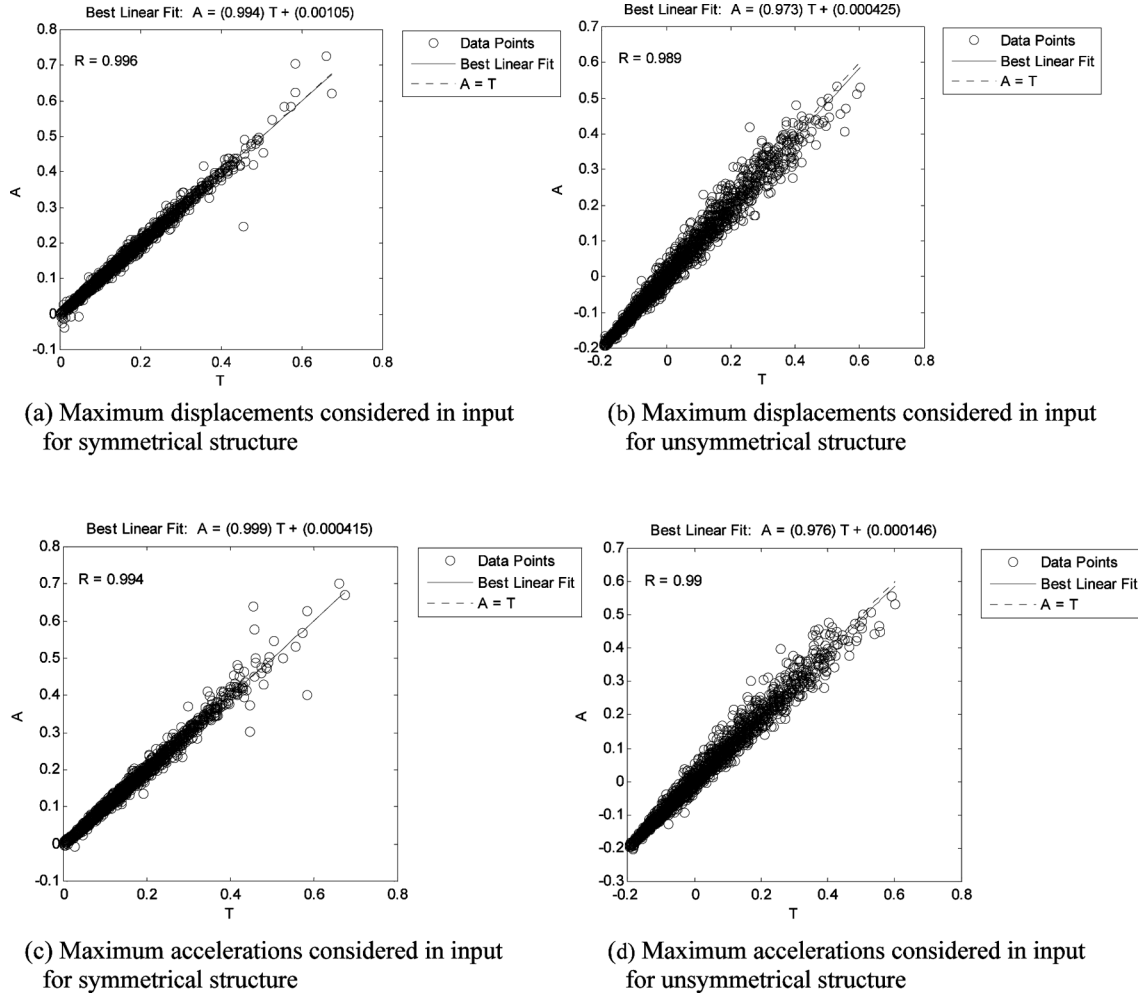 Best Linear Fit: A = (0.994) T + (0.00105)
0.8
0.7
0.6
0.5
0.4
0.3
0.2
0.1
0
-0.1
A
R = 0.996
0
0.2
0.4
0.6
0.8
T
Data Points
Best Linear Fit
A = T
(a) Maximum displacements considered in input
for symmetrical structure
Best Linear Fit: A = (0.973) T + (0.000425)
0.7
0.6
0.5
0.4
0.3
0.2
0.1
0
-0.1
-0.2
A
R = 0.989
-0.2
0
0.2
0.4
0.6
0.8
T
Data Points
Best Linear Fit
A = T
(b) Maximum displacements considered in input
for unsymmetrical structure
Best Linear Fit: A = (0.999) T + (0.000415)
0.8
0.7
0.6
0.5
0.4
0.3
0.2
0.1
0
-0.1
A
R = 0.994
0
0.2
0.4
0.6
0.8
T
Data Points
Best Linear Fit
A = T
(c) Maximum accelerations considered in input
for symmetrical structure
Best Linear Fit: A = (0.976) T + (0.000146)
0.7
0.6
0.5
0.4
0.3
0.2
0.1
0
-0.1
-0.2
-0.3
A
R = 0.99
-0.2
0
0.2
0.4
0.6
0.8
T
Data Points
Best Linear Fit
A = T
(d) Maximum accelerations considered in input
for unsymmetrical structure